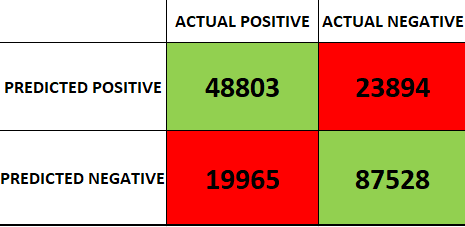 ACTUAL POSITIVE ACTUAL NEGATIVE
PREDICTED POSITIVE 48803 23894
PREDICTED NEGATIVE 19965 87528